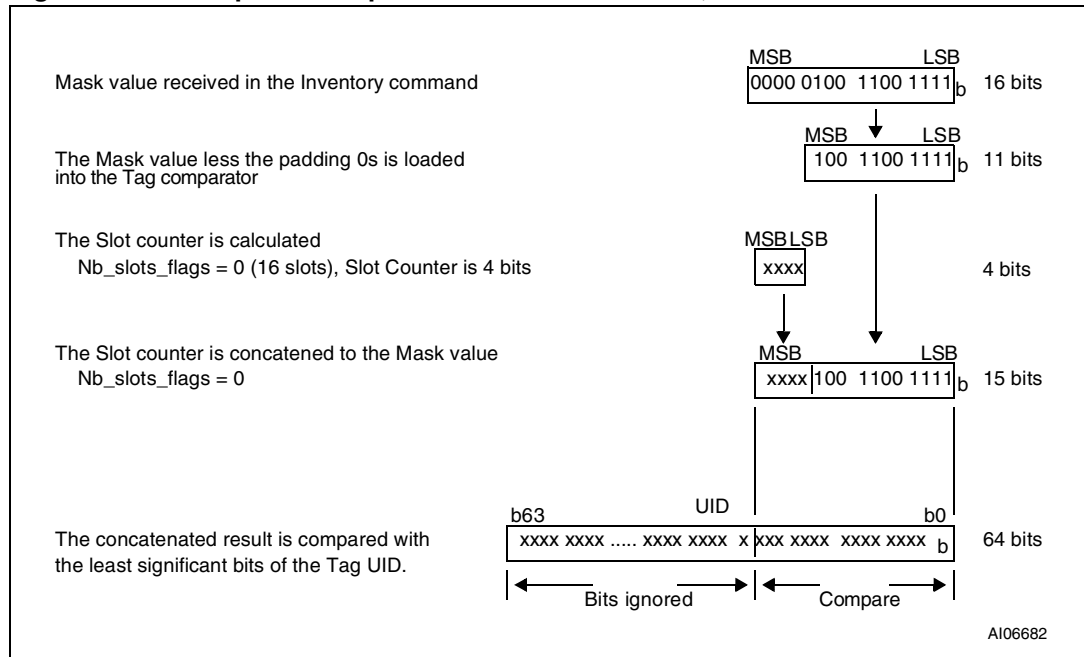 MSB LSB
Mask value received in the Inventory command 0000 0100 1100 1111 b 16 bits
MSB LSB
The Mask value less the padding 0s is loaded
into the Tag comparator
100 1100 1111 b 11 bits
The Slot counter is calculated
MSB LSB
Nb_slots_flags = 0 (16 slots), Slot Counter is 4 bits xxxx 4 bits
The Slot counter is concatened to the Mask value
MSB LSB
Nb_slots_flags = 0 xxxx 100 1100 1111 b 15 bits
UID
b63 b0
The concatenated result is compared with
the least significant bits of the Tag UID.
xxxx xxxx ..... xxxx xxxx x xxx xxxx xxxx xxxx b 64 bits
Bits ignored Compare
AI06682